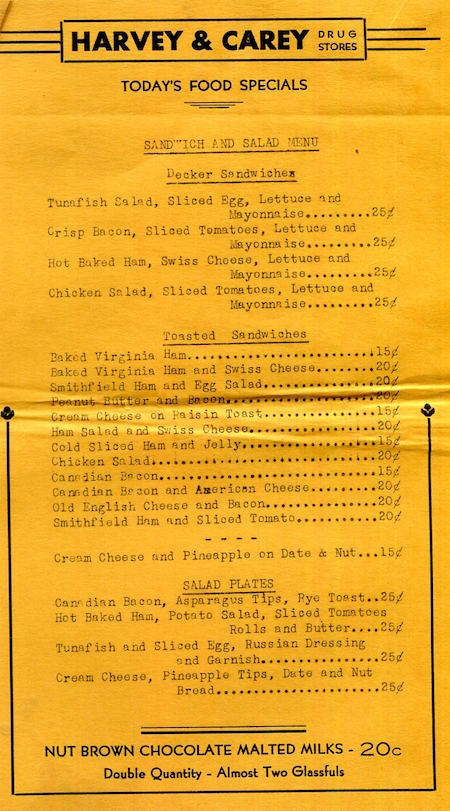 HARVEY & CAREY DRUG STORES
TODAY'S FOOD SPECIALS
SANDWICH AND SALAD MENU
Decker Sandwiches
Tunafish Salad, Sliced Egg, Lettuce and
Mayonnaise.........25¢
Crisp Bacon, Sliced Tomatoes, Lettuce and
Mayonnaise.........25¢
Hot Baked Ham, Swiss Cheese, Lettuce and
Mayonnaise.........25¢
Chicken Salad, Sliced Tomatoes, Lettuce and
Mayonnaise.........25¢
Toasted Sandwiches
Baked Virginia Ham..........................15¢
Baked Virginia Ham and Swiss Cheese........20¢
Smithfield Ham and Egg Salad...............20¢
Peanut Butter and Bacon....................20¢
Cream Cheese on Raisin Toast...............15¢
Ham Salad and Swiss Cheese.................20¢
Cold Sliced Ham and Jelly..................15¢
Chicken Salad..............................20¢
Canadian Bacon.............................15¢
Canadian Bacon and American Cheese.........20¢
Old English Cheese and Bacon...............20¢
Smithfield Ham and Sliced Tomato...........20¢
- - - -
Cream Cheese and Pineapple on Date & Nut...15¢
SALAD PLATES
Canadian Bacon, Asparagus Tips, Rye Toast..25¢
Hot Baked Ham, Potato Salad, Sliced Tomatoes
Rolls and Butter....25¢
Tunafish and Sliced Egg, Russian Dressing
and Garnish...............25¢
Cream Cheese, Pineapple Tips, Date and Nut
Bread.....................25¢
NUT BROWN CHOCOLATE MALTED MILKS - 20c
Double Quantity - Almost Two Glassfuls